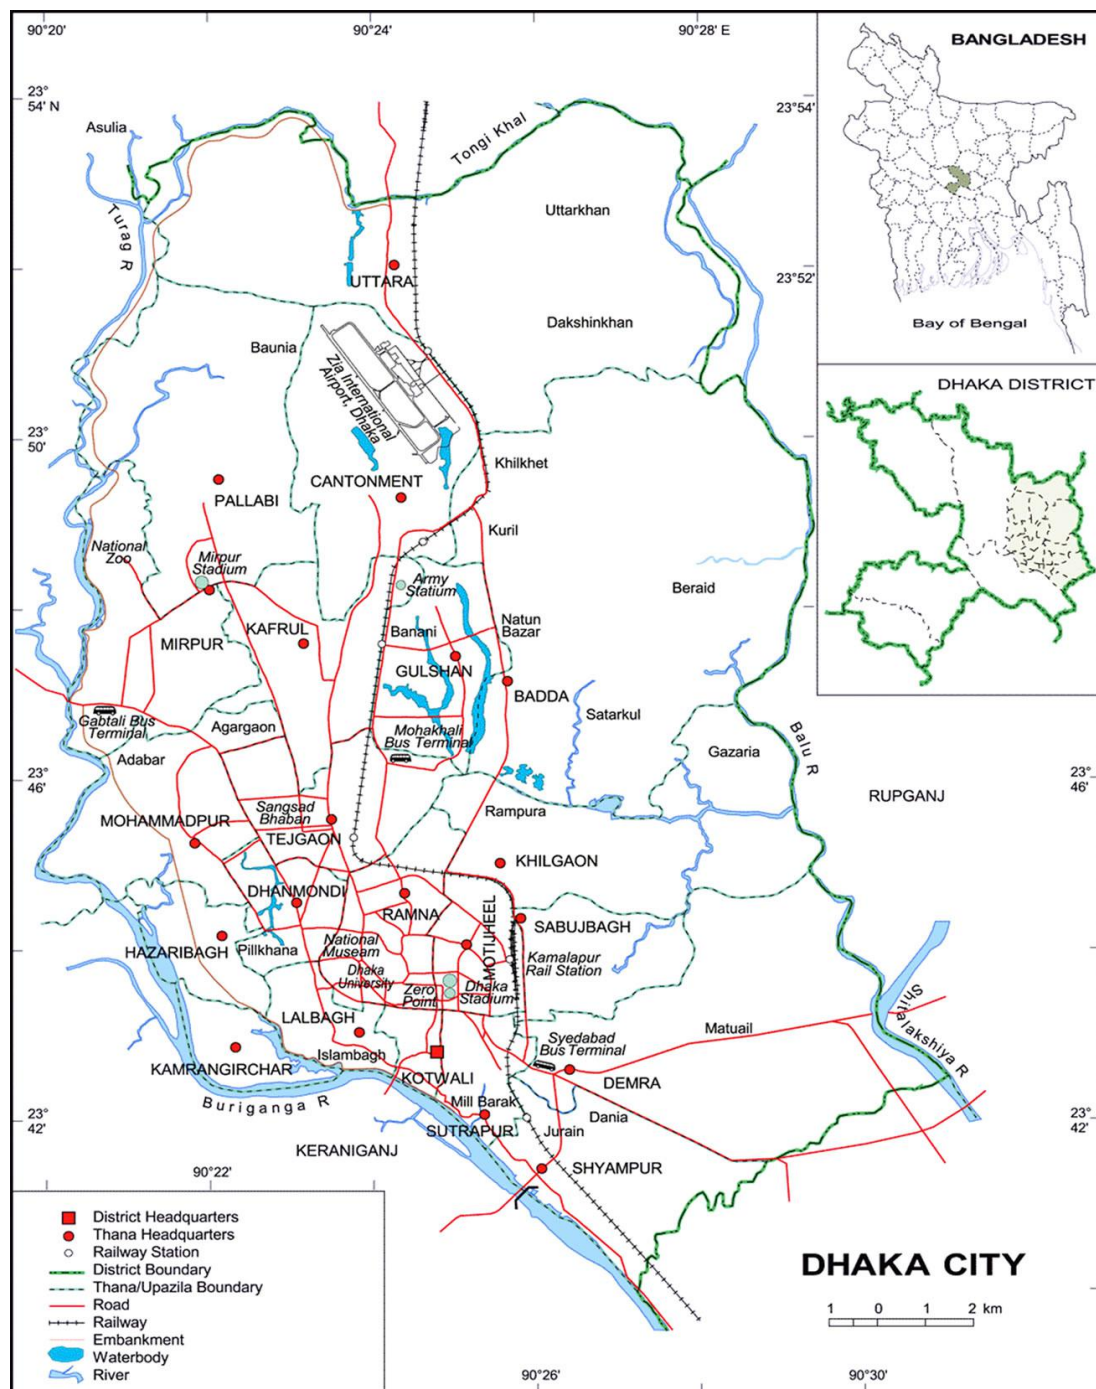 90°20'
90°24'
90°28' E
BANGLADESH
23°
54' N
23°54'
Asulia
Tongi Khal
Uttarkhan
Turag R
23°52'
UTTARA
Dakshinkhan
Bay of Bengal
Baunia
Zia International
Airport, Dhaka
DHAKA DISTRICT
23°
50'
Khilkhet
CANTONMENT
PALLABI
Kuril
National
Zoo
Mirpur
Stadium
Army
Statium
Beraid
Natun
Bazar
Banani
KAFRUL
MIRPUR
GULSHAN
BADDA
Satarkul
Gabtali Bus
Terminal
Agargaon
Mohakhali
Bus Terminal
Balu R
Gazaria
Adabar
23°
46'
23°
46'
RUPGANJ
Sangsad
Bhaban
Rampura
MOHAMMADPUR
TEJGAON
KHILGAON
DHANMONDI
RAMNA
MOTIJHEEL
SABUJBAGH
HAZARIBAGH
Pillkhana
National
Museam
Kamalapur
Rail Station
Dhaka
University
Zero
Point
Dhaka
Stadium
Shitalakshiya R
LALBAGH
Matuail
Islambagh
Syedabad
Bus Terminal
KAMRANGIRCHAR
KOTWALI
DEMRA
Buriganga R
Mill Barak
Dania
23°
42'
23°
42'
SUTRAPUR
Jurain
KERANIGANJ
SHYAMPUR
90°22'
District Headquarters
Thana Headquarters
Railway Station
District Boundary
Thana/Upazila Boundary
Road
Railway
Embankment
Waterbody
River
DHAKA CITY
1 0 1 2 km
90°26'
90°30'